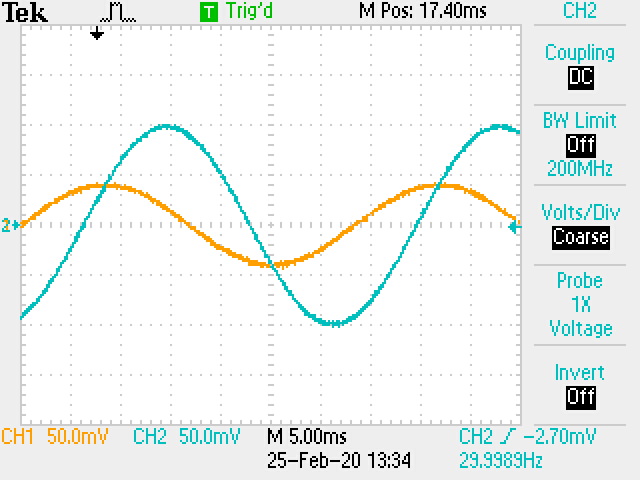 Tek T Trig'd M Pos: 17.40ms CH2
Coupling
DC
BW Limit
Off
200MHz
Volts/Div
Coarse
Probe
1X
Voltage
Invert
Off
2
CH1 50.0mV CH2 50.0mV M 5.00ms CH2 -2.70mV
25-Feb-20 13:34 29.9989Hz